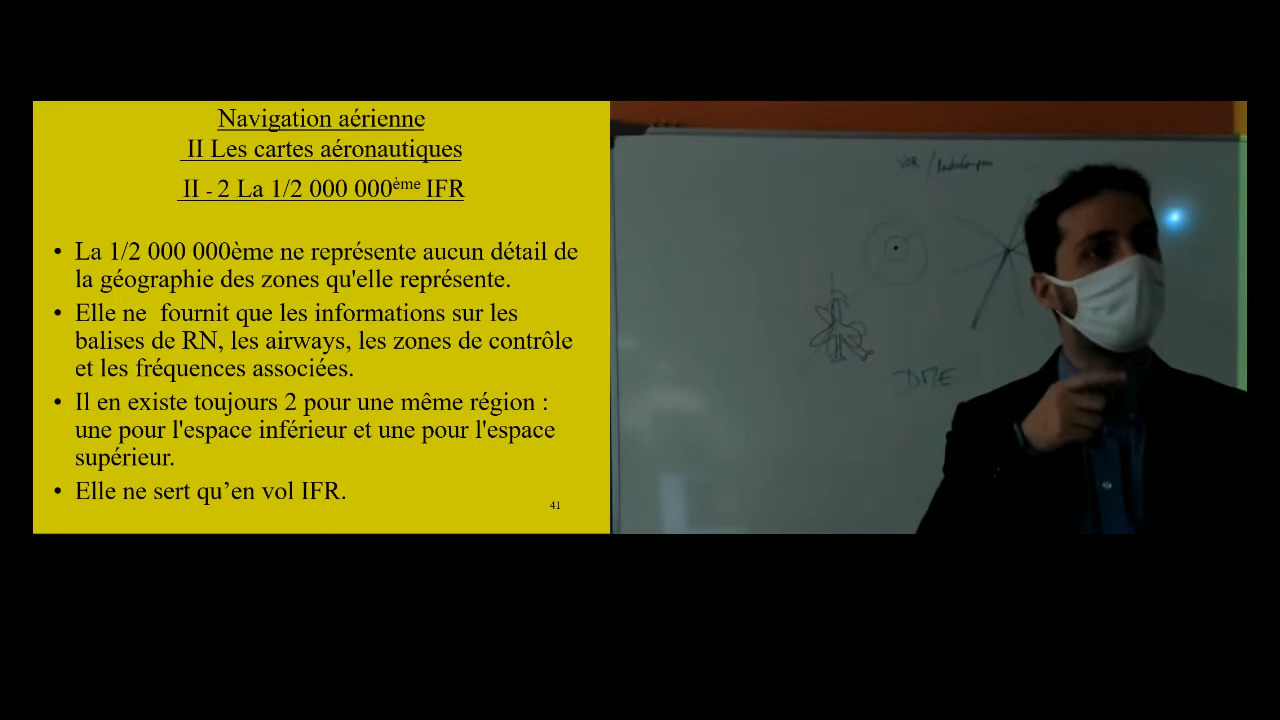 Navigation aérienne
II Les cartes aéronautiques
II - 2 La 1/2 000 000ème IFR
• La 1/2 000 000ème ne représente aucun détail de
la géographie des zones qu'elle représente.
• Elle ne fournit que les informations sur les
balises de RN, les airways, les zones de contrôle
et les fréquences associées.
• Il en existe toujours 2 pour une même région :
une pour l'espace inférieur et une pour l'espace
supérieur.
• Elle ne sert qu’en vol IFR.
41
VOR /
DME